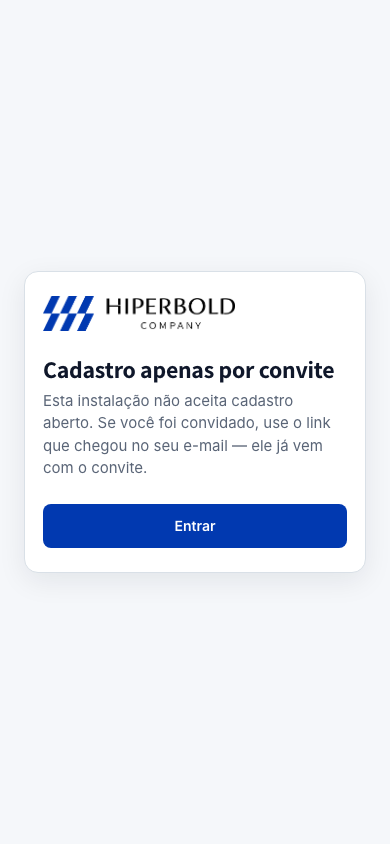 HIPERBOLD
COMPANY
Cadastro apenas por convite
Esta instalação não aceita cadastro
aberto. Se você foi convidado, use o link
que chegou no seu e-mail — ele já vem
com o convite.
Entrar